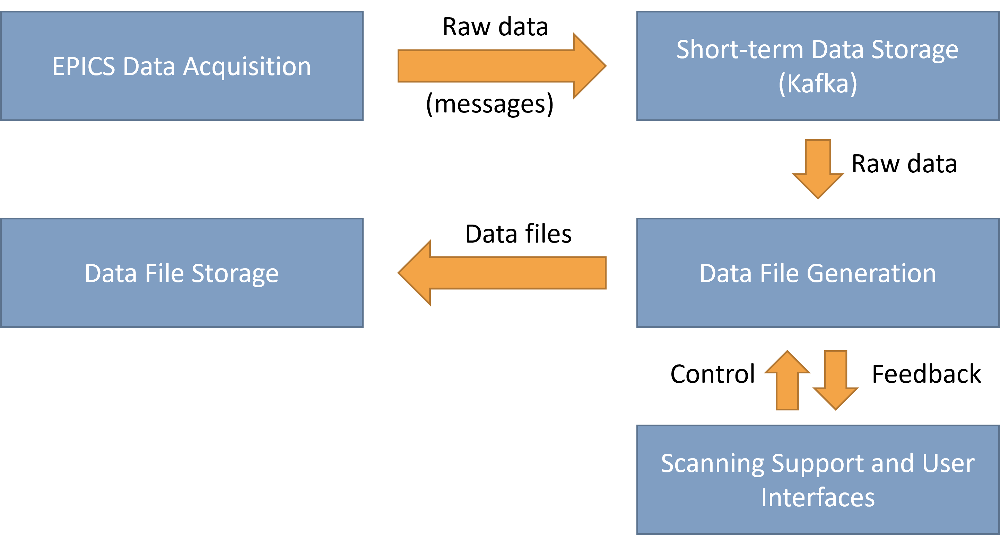 EPICS Data Acquisition
Raw data
(messages)
Short-term Data Storage
(Kafka)
Raw data
Data File Storage
Data files
Data File Generation
Control
Feedback
Scanning Support and User
Interfaces